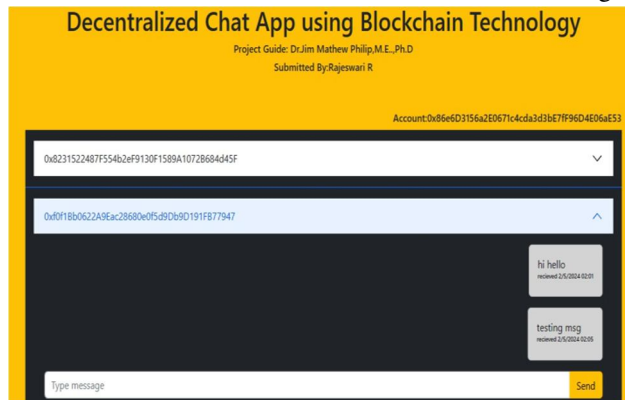 Decentralized Chat App using Blockchain Technology
Project Guide: Dr.Jim Mathew Philip,M.E.,Ph.D
Submitted By:Rajeswari R
Account:0x86e6D3156a2E0671c4cda3d3bE7fF96D4E06aE53
0x8231522487F554b2eF9130F1589A1072B684d45F
0xf0f1Bb0622A9Eac28680e0f5d9Db9D191FB77947
hi hello
recieved 2/5/2024 02:01
testing msg
recieved 2/5/2024 02:05
Type message
Send